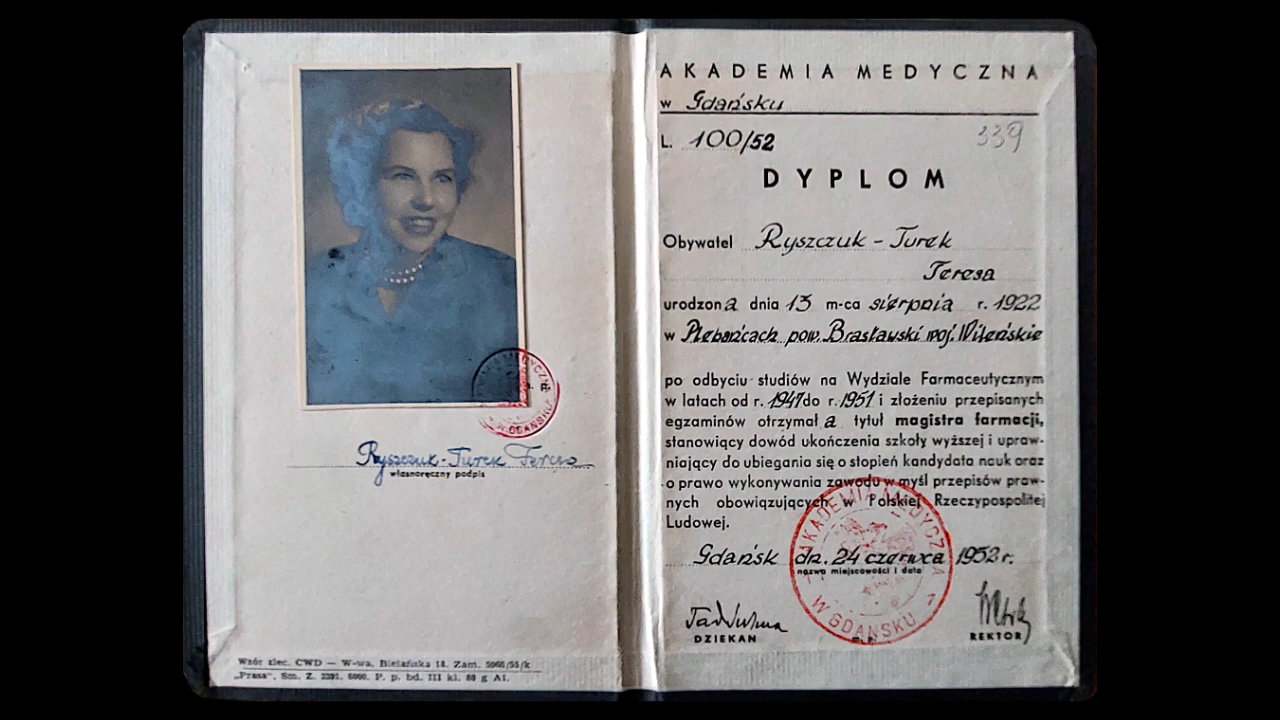 Ryszczuk-Turek Teresa
własnoręczny podpis
Wzór zlec. CWD — W-wa, Bielańska 18. Zam.
„Prasa", Sm. Z. 2391. 6000. P. p. bd. III kl. 80 g A1.
AKADEMIA MEDYCZNA
w Gdańsku
L. 100/52
339
DYPLOM
Obywatel Ryszczuk - Turek
Teresa
urodzona dnia 13 m-ca sierpnia r. 1922
w Plebańcach pow. Brasławski woj. Wileńskie
po odbyciu studiów na Wydziale Farmaceutycznym
w latach od r. 1947 do r. 1951 i złożeniu przepisanych
egzaminów otrzymała tytuł magistra farmacji,
stanowiący dowód ukończenia szkoły wyższej i upraw-
niający do ubiegania się o stopień kandydata nauk oraz
o prawo wykonywania zawodu w myśl przepisów praw-
nych obowiązujących w Polskiej Rzeczypospolitej
Ludowej.
Gdańsk dn. 24 czerwca 1952 r.
nazwa miejscowości i data
DZIEKAN
m. p.
REKTOR
AKADEMIA MEDYCZNA
W GDAŃSKU
1